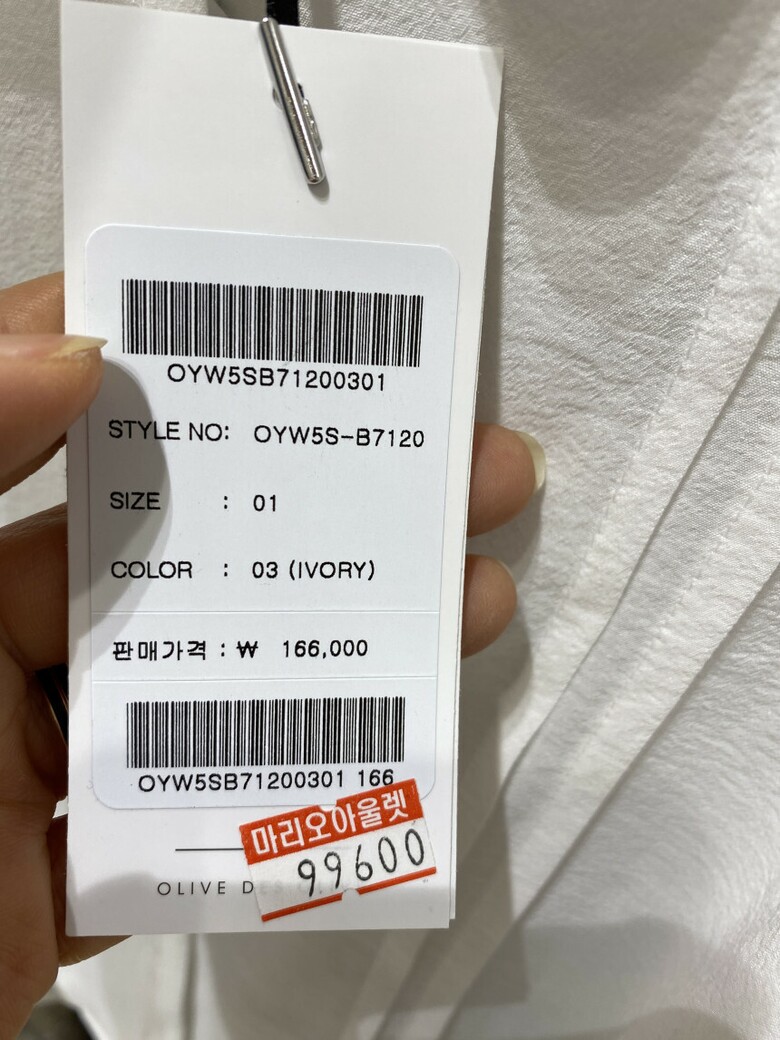 OYW5SB71200301
STYLE NO: OYW5S-B7120
SIZE : 01
COLOR : 03 (IVORY)
판매가격 : ₩ 166,000
OYW5SB71200301 166
마리오아울렛
99600
OLIVE